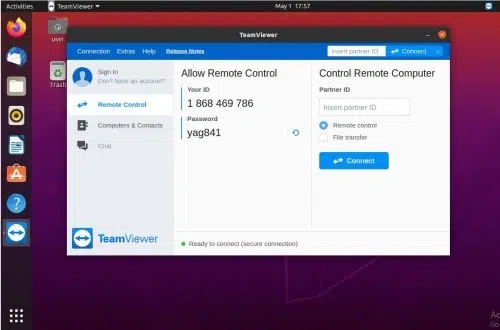 Activities
TeamViewer
May 1 17:57
user
Trash
TeamViewer
Connection Extras Help Release Notes
Insert partner ID
Connect
Sign In
Don't have an account?
Remote Control
Computers & Contacts
Chat
TeamViewer
Allow Remote Control
Your ID
1 868 469 786
Password
yag841
Ready to connect (secure connection)
Control Remote Computer
Partner ID
Insert partner ID
Remote control
File transfer
Connect